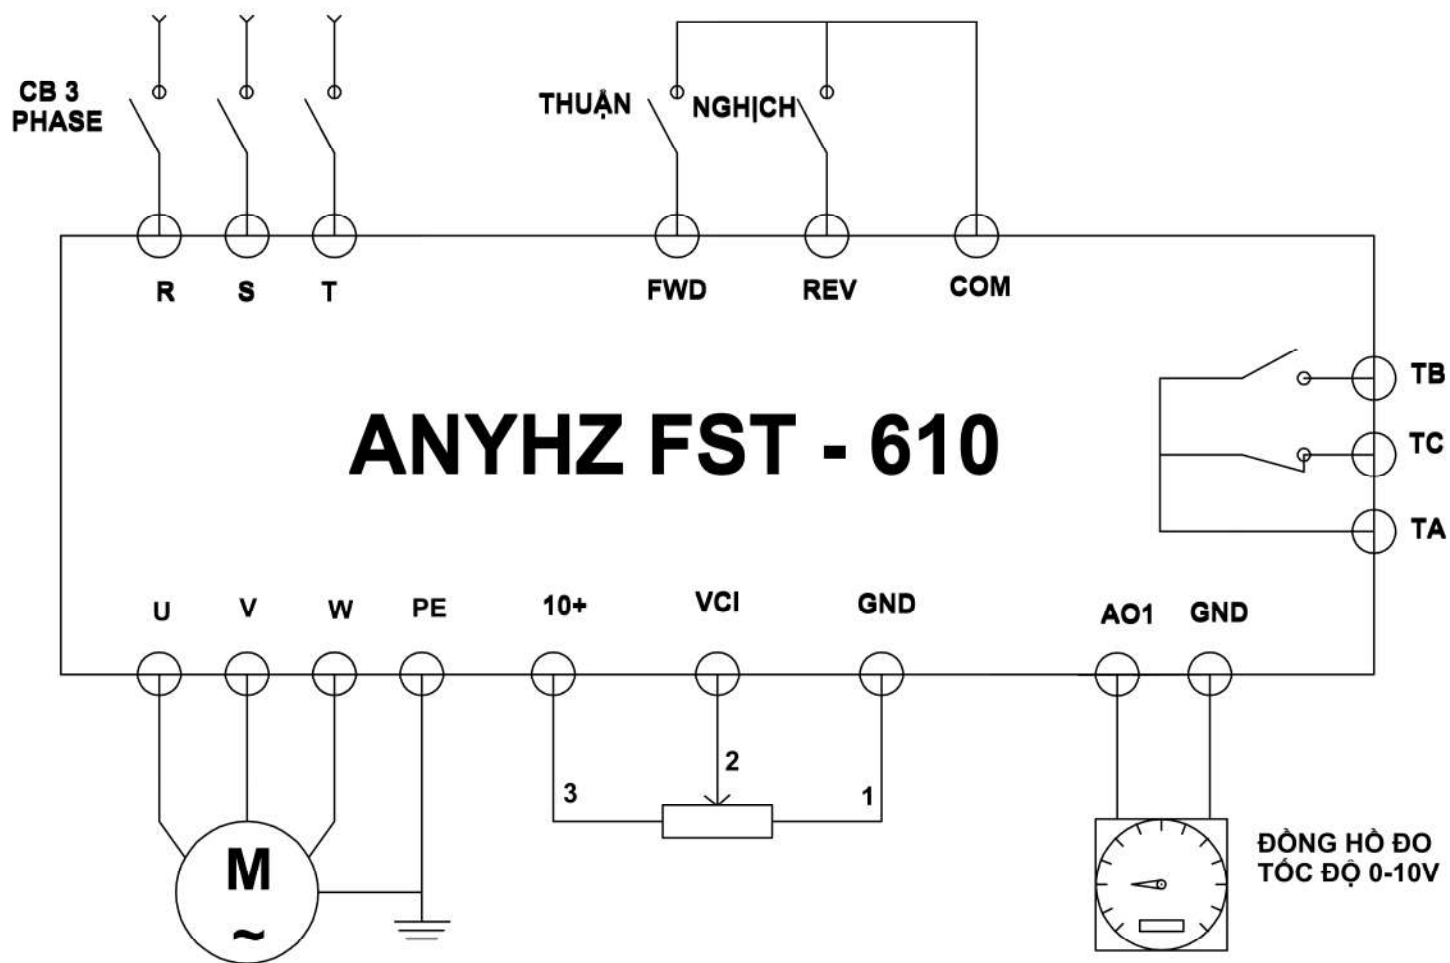 CB 3
PHASE
THUẬN
NGHỊCH
R
S
T
FWD
REV
COM
TB
ANYHZ FST - 610
TC
TA
U
V
W
PE
10+
VCI
GND
AO1
GND
2
3
1
M
~
ĐỒNG HỒ ĐO
TỐC ĐỘ 0-10V